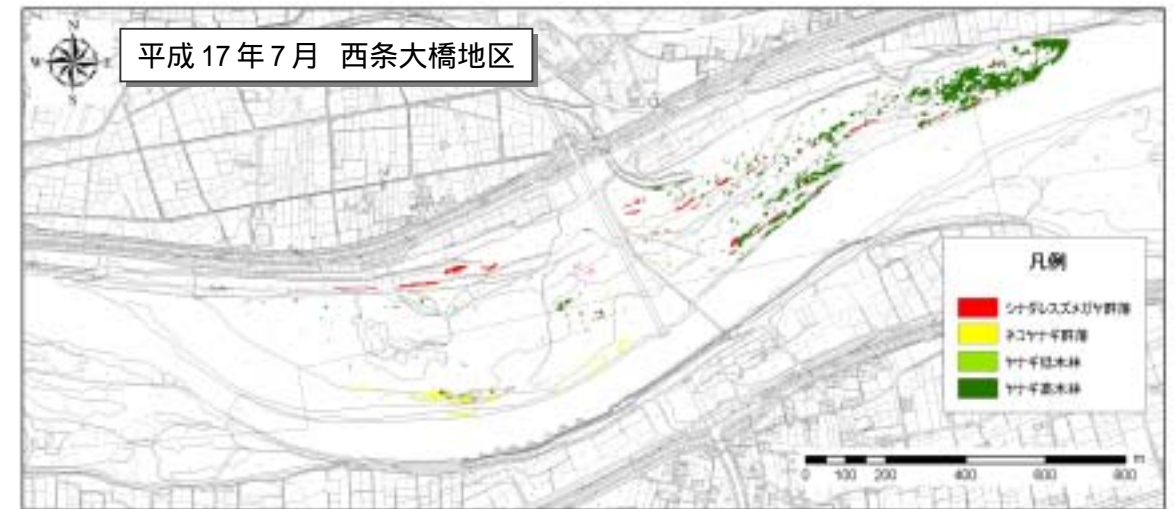 平成17年7月 西条大橋地区
N
W
E
S
凡例
シナダレスズメガヤ群落
ネコヤナギ群落
ヤナギ低木林
ヤナギ高木林
0 100 200 400 600 800 m